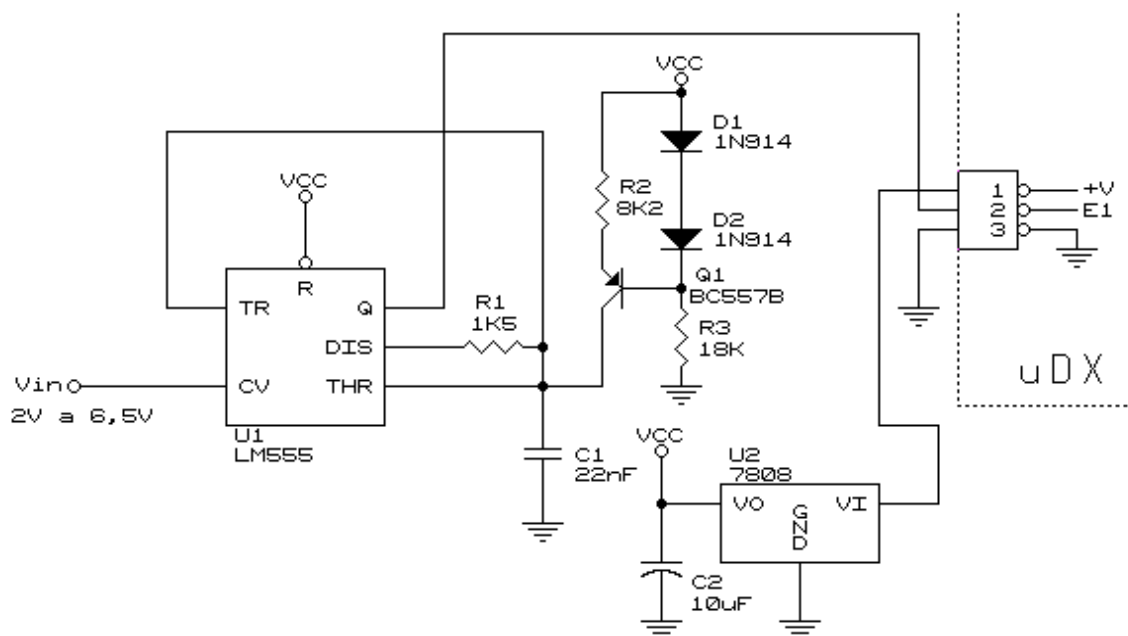 VCC
D1
1N914
R2
8K2
D2
1N914
Q1
BC557B
R3
18K
VCC
R
TR
Q
DIS
CV
THR
U1
LM555
R1
1K5
Vin
2V a 6,5V
C1
22nF
1
2
3
+V
E1
uDX
VCC
U2
7808
VO
GND
VI
C2
10uF